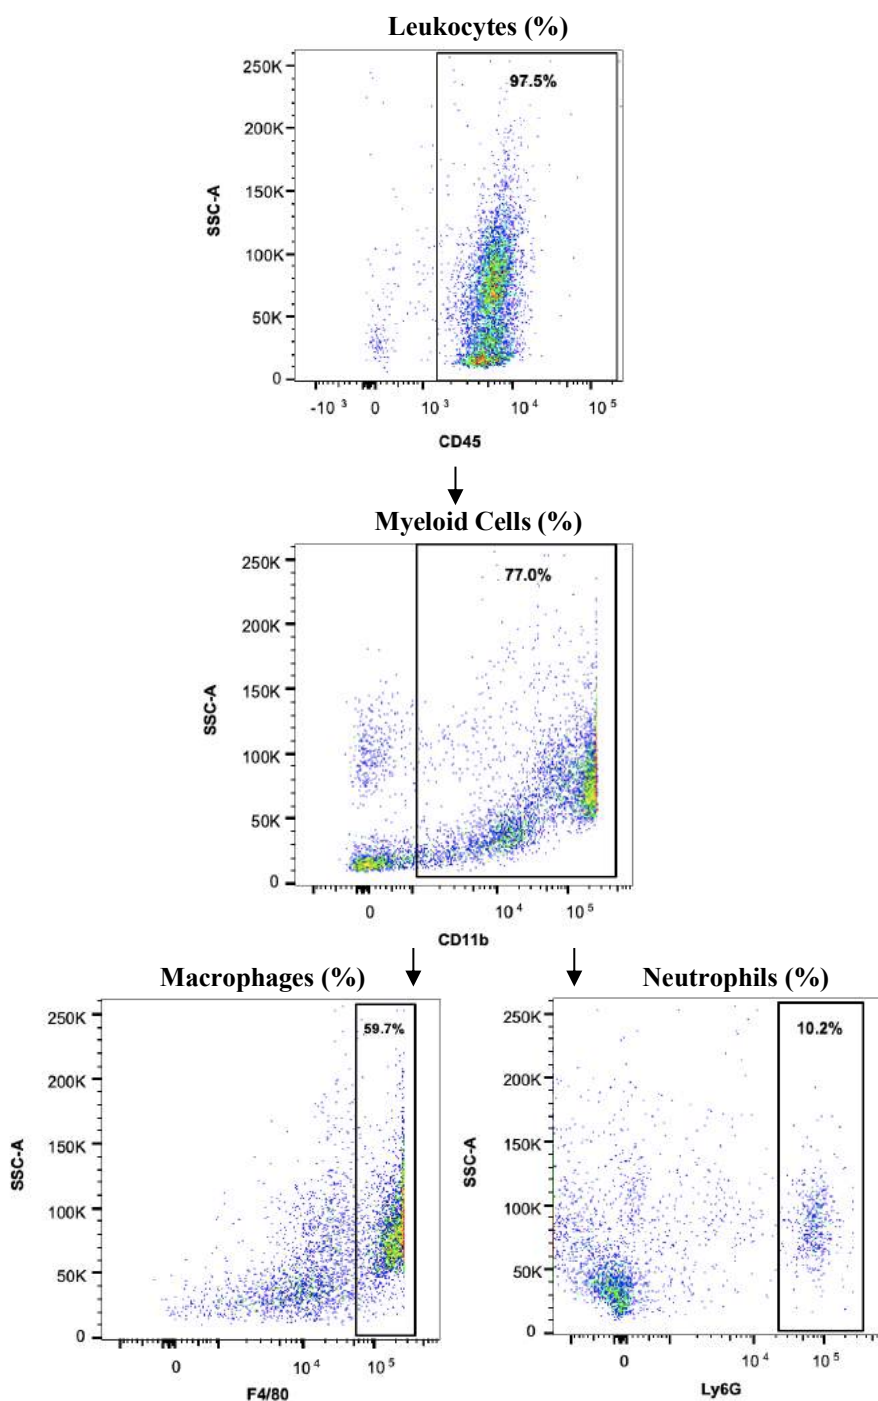 Leukocytes (%)
250K
97.5%
200K
150K
SSC-A
100K
50K
0
-10 3 0 10 3 10 4 10 5
CD45
Myeloid Cells (%)
250K
77.0%
200K
150K
SSC-A
100K
50K
0
0 10 4 10 5
CD11b
Macrophages (%)
250K
59.7%
200K
150K
SSC-A
100K
50K
0
0 10 4 10 5
F4/80
Neutrophils (%)
250K
10.2%
200K
150K
SSC-A
100K
50K
0
0 10 4 10 5
Ly6G